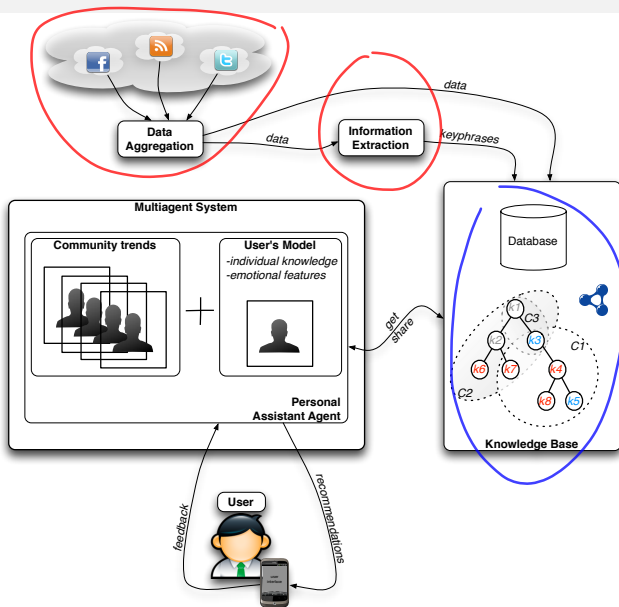 data
Data
Aggregation
data
Information
Extraction
keyphrases
Multiagent System
Community trends
User's Model
-individual knowledge
-emotional features
Personal
Assistant Agent
get
share
Database
k1
C3
k2
k3
C1
k6
k7
k4
C2
k8
k5
Knowledge Base
feedback
recommendations
User